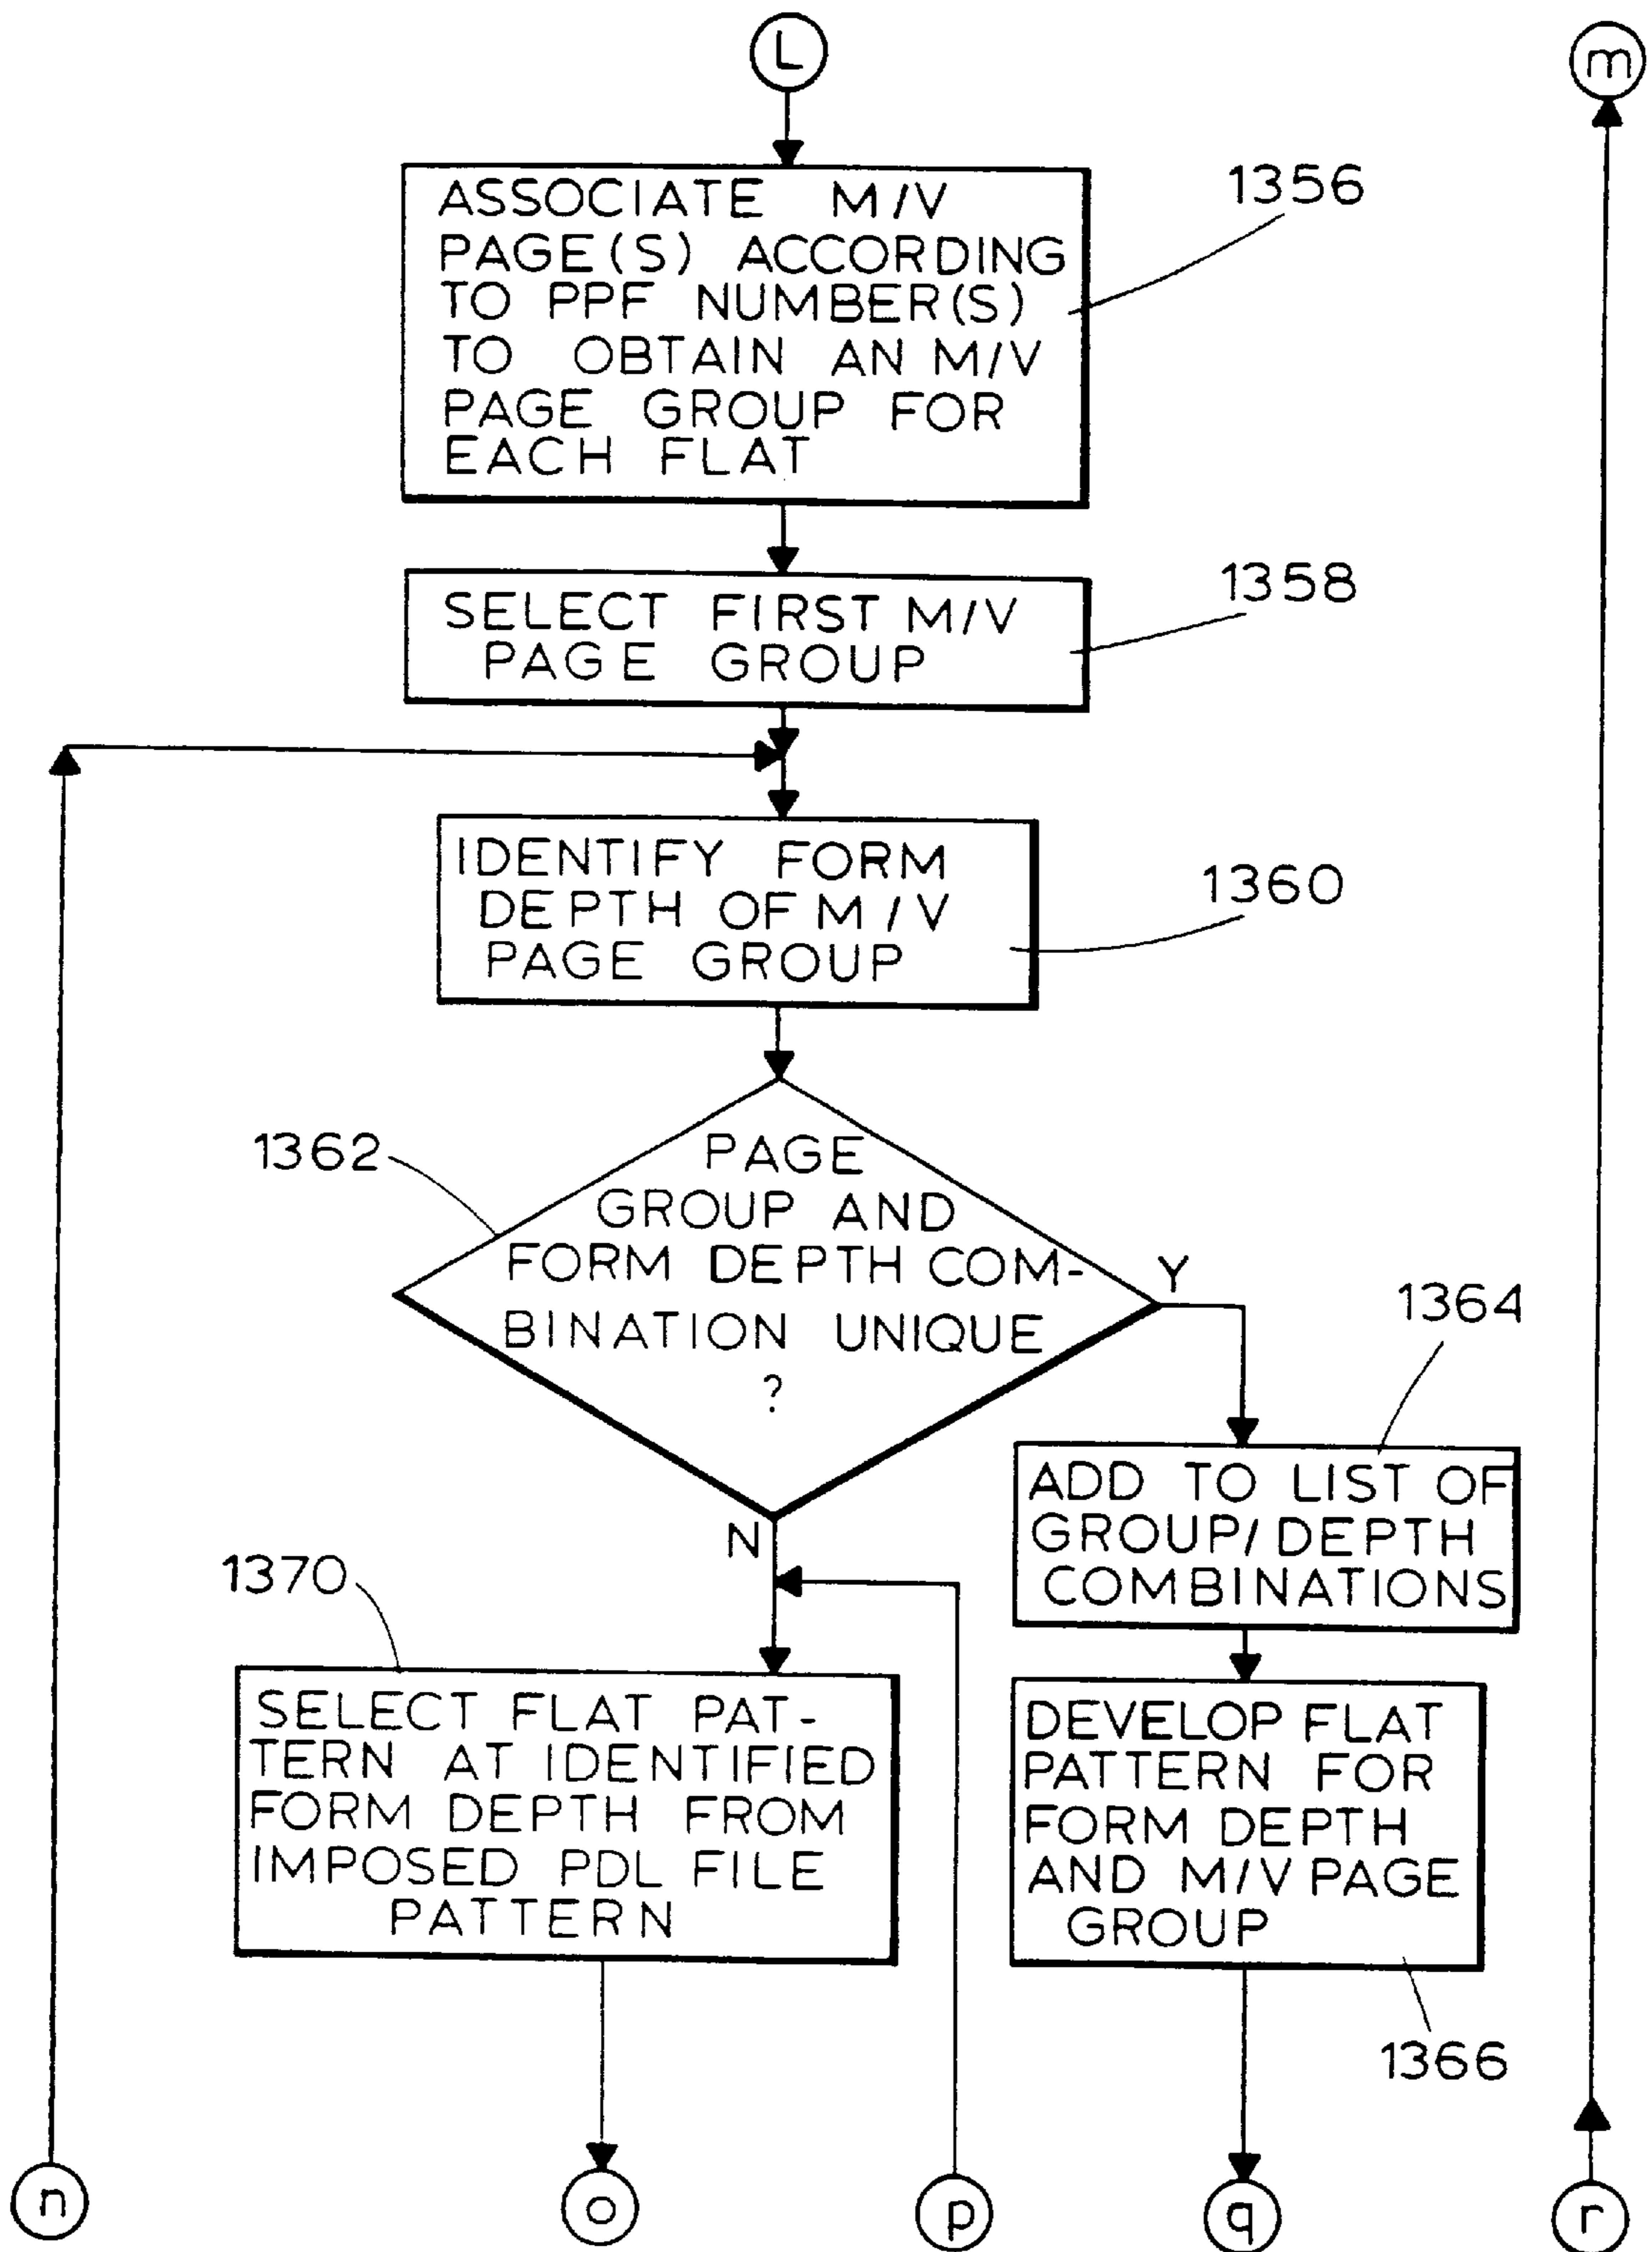 L
m
ASSOCIATE M/V
PAGE(S) ACCORDING
TO PPF NUMBER(S)
TO OBTAIN AN M/V
PAGE GROUP FOR
EACH FLAT
1356
SELECT FIRST M/V
PAGE GROUP
1358
IDENTIFY FORM
DEPTH OF M/V
PAGE GROUP
1360
1362
PAGE
GROUP AND
FORM DEPTH COM-
BINATION UNIQUE
?
Y
N
1364
ADD TO LIST OF
GROUP/DEPTH
COMBINATIONS
1370
SELECT FLAT PAT-
TERN AT IDENTIFIED
FORM DEPTH FROM
IMPOSED PDL FILE
PATTERN
DEVELOP FLAT
PATTERN FOR
FORM DEPTH
AND M/V PAGE
GROUP
1366
n
o
p
q
r